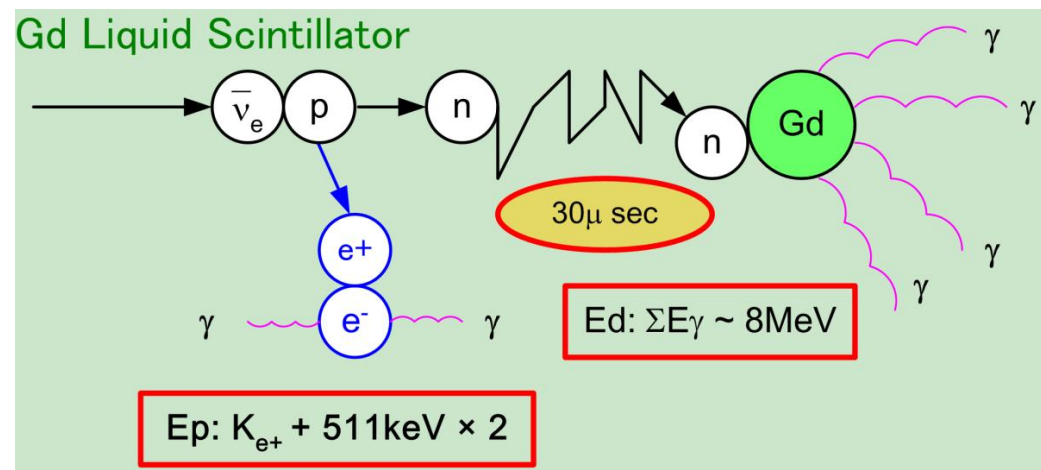 Gd Liquid Scintillator
γ
ν̄e
p
n
n
Gd
γ
30μ sec
e+
γ
γ
e-
γ
γ
Ed: ΣEγ ~ 8MeV
Ep: Ke+ + 511keV × 2